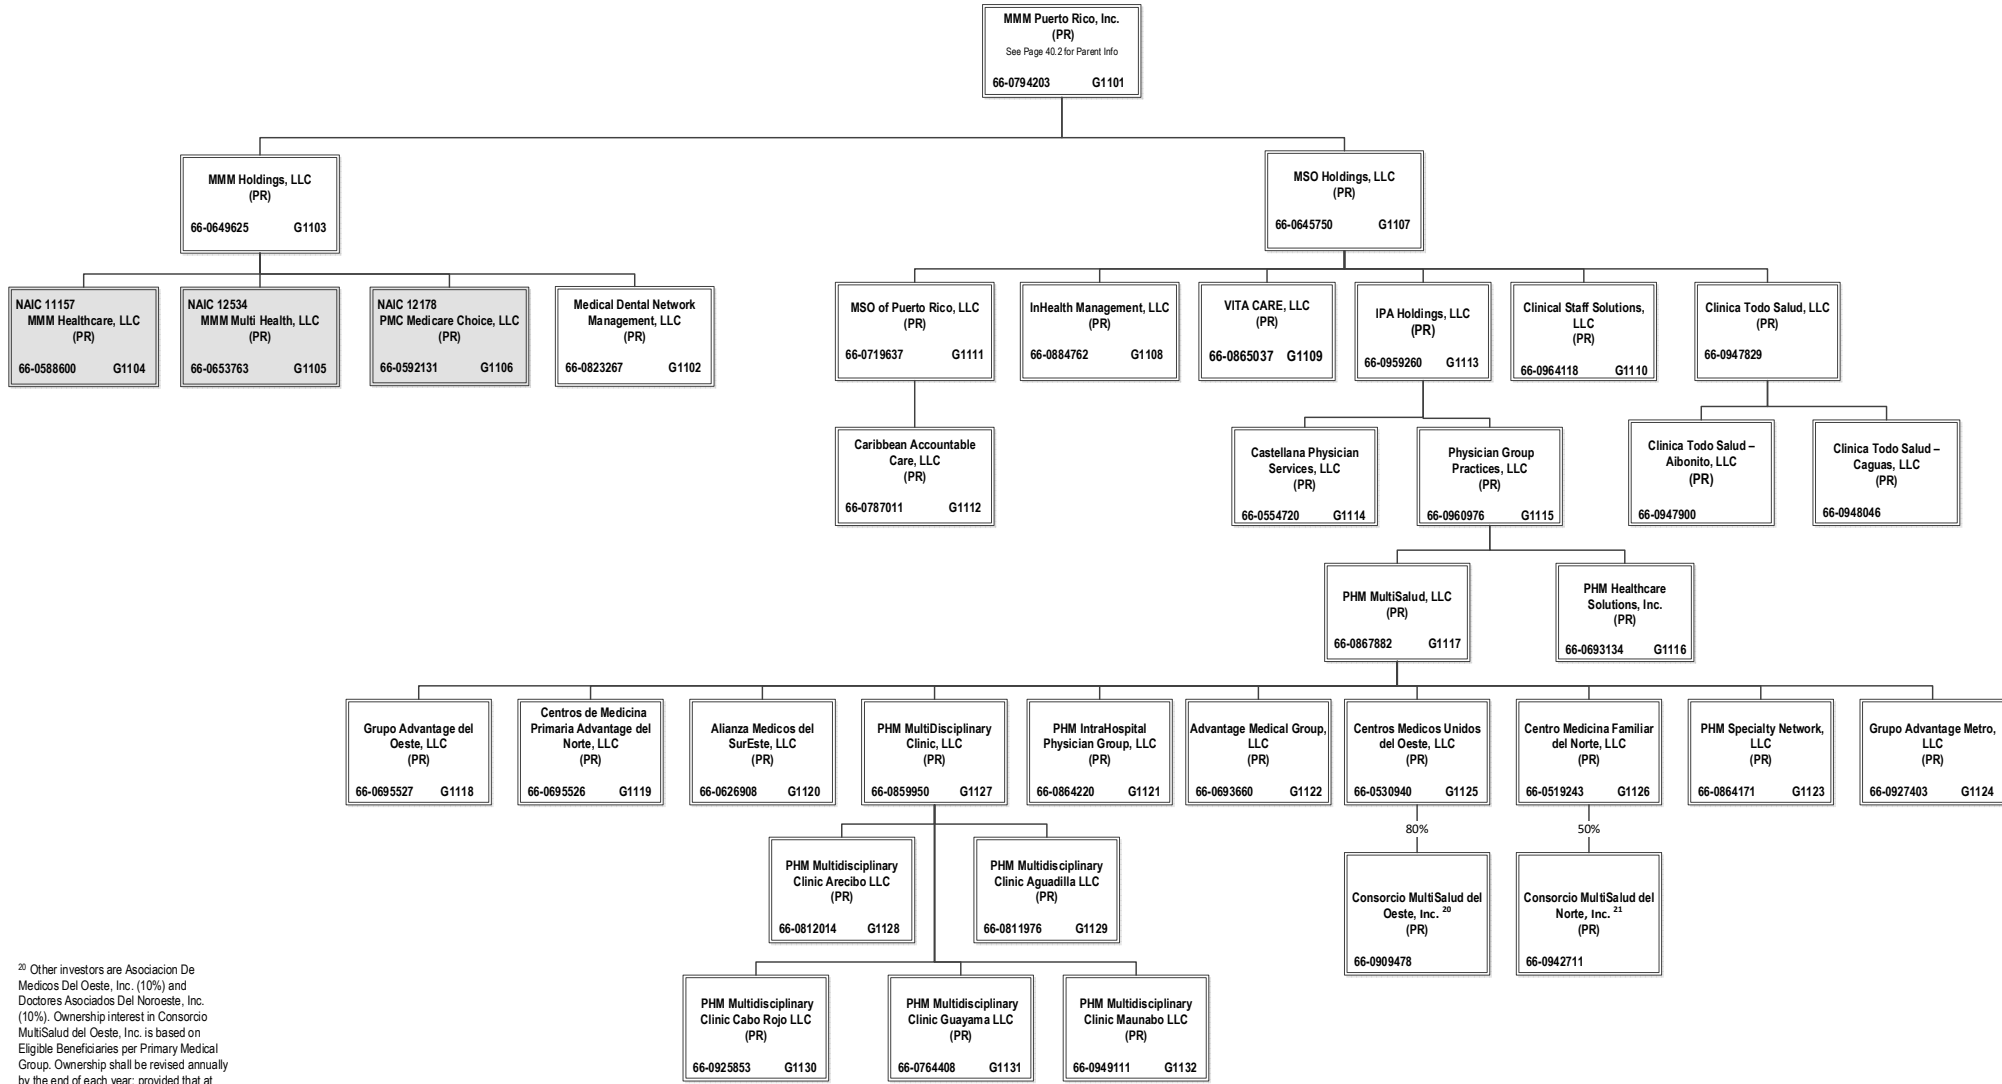 MMM Puerto Rico, Inc.
(PR)
See Page 40.2 for Parent Info
66-0794203 G1101
MMM Holdings, LLC
(PR)
66-0649625 G1103
MSO Holdings, LLC
(PR)
66-0645750 G1107
NAIC 11157
MMM Healthcare, LLC
(PR)
66-0588600 G1104
NAIC 12534
MMM Multi Health, LLC
(PR)
66-0653763 G1105
NAIC 12178
PMC Medicare Choice, LLC
(PR)
66-0592131 G1106
Medical Dental Network
Management, LLC
(PR)
66-0823267 G1102
MSO of Puerto Rico, LLC
(PR)
66-0719637 G1111
InHealth Management, LLC
(PR)
66-0884762 G1108
VITA CARE, LLC
(PR)
66-0865037 G1109
IPA Holdings, LLC
(PR)
66-0959260 G1113
Clinical Staff Solutions,
LLC
(PR)
66-0964118 G1110
Clinica Todo Salud, LLC
(PR)
66-0947829
Caribbean Accountable
Care, LLC
(PR)
66-0787011 G1112
Castellana Physician
Services, LLC
(PR)
66-0554720 G1114
Physician Group
Practices, LLC
(PR)
66-0960976 G1115
Clinica Todo Salud –
Aibonito, LLC
(PR)
66-0947900
Clinica Todo Salud –
Caguas, LLC
(PR)
66-0948046
PHM MultiSalud, LLC
(PR)
66-0867882 G1117
PHM Healthcare
Solutions, Inc.
(PR)
66-0693134 G1116
Grupo Advantage del
Oeste, LLC
(PR)
66-0695527 G1118
Centros de Medicina
Primaria Advantage del
Norte, LLC
(PR)
66-0695526 G1119
Alianza Medicos del
SurEste, LLC
(PR)
66-0626908 G1120
PHM MultiDisciplinary
Clinic, LLC
(PR)
66-0859950 G1127
PHM IntraHospital
Physician Group, LLC
(PR)
66-0864220 G1121
Advantage Medical Group,
LLC
(PR)
66-0693660 G1122
Centros Medicos Unidos
del Oeste, LLC
(PR)
66-0530940 G1125
Centro Medicina Familiar
del Norte, LLC
(PR)
66-0519243 G1126
PHM Specialty Network,
LLC
(PR)
66-0864171 G1123
Grupo Advantage Metro,
LLC
(PR)
66-0927403 G1124
80%
50%
PHM Multidisciplinary
Clinic Arecibo LLC
(PR)
66-0812014 G1128
PHM Multidisciplinary
Clinic Aguadilla LLC
(PR)
66-0811976 G1129
Consorcio MultiSalud del
Oeste, Inc. 20
(PR)
66-0909478
Consorcio MultiSalud del
Norte, Inc. 21
(PR)
66-0942711
PHM Multidisciplinary
Clinic Cabo Rojo LLC
(PR)
66-0925853 G1130
PHM Multidisciplinary
Clinic Guayama LLC
(PR)
66-0764408 G1131
PHM Multidisciplinary
Clinic Maunabo LLC
(PR)
66-0949111 G1132
20 Other investors are Asociacion De
Medicos Del Oeste, Inc. (10%) and
Doctores Asociados Del Noroeste, Inc.
(10%). Ownership interest in Consorcio
MultiSalud del Oeste, Inc. is based on
Eligible Beneficiaries per Primary Medical
Group. Ownership shall be revised annually
by the end of each year; provided that at